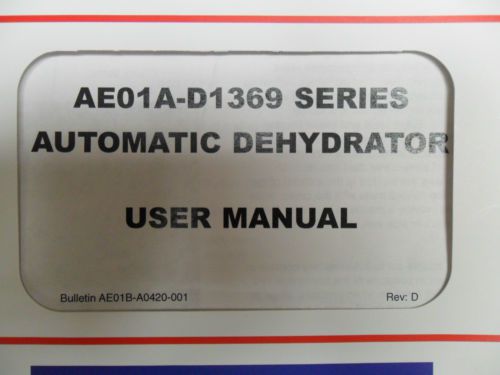 AE01A-D1369 SERIES
AUTOMATIC DEHYDRATOR
USER MANUAL
Bulletin AE01B-A0420-001 Rev: D